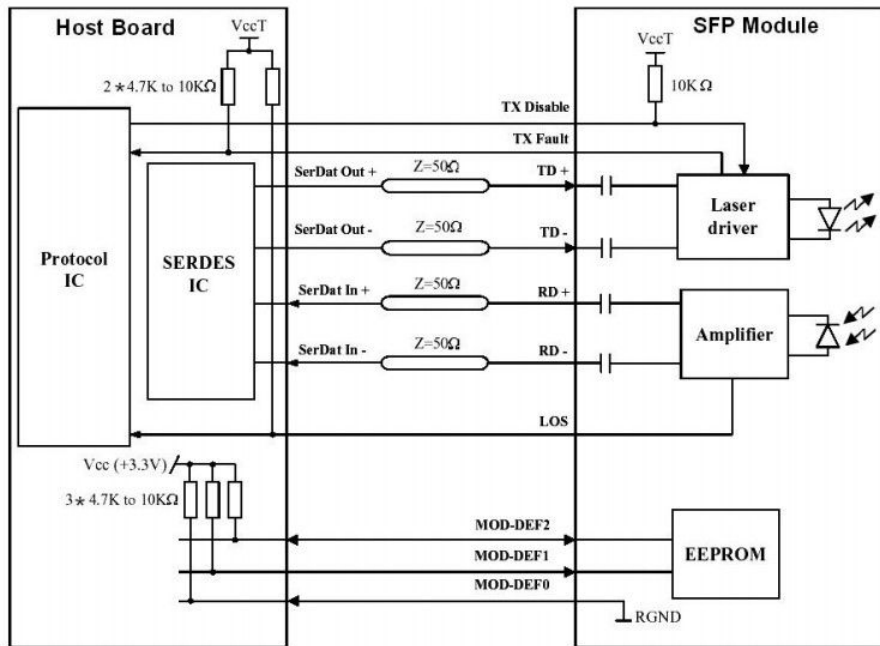 Host Board
SFP Module
VccT
VccT
2*4.7K to 10KΩ
10KΩ
TX Disable
TX Fault
SerDat Out +
Z=50Ω
TD +
Laser
driver
SerDat Out -
Z=50Ω
TD -
Protocol
IC
SERDES
IC
SerDat In +
Z=50Ω
RD +
Amplifier
SerDat In -
Z=50Ω
RD -
LOS
Vcc (+3.3V)
3*4.7K to 10KΩ
MOD-DEF2
EEPROM
MOD-DEF1
MOD-DEF0
RGND